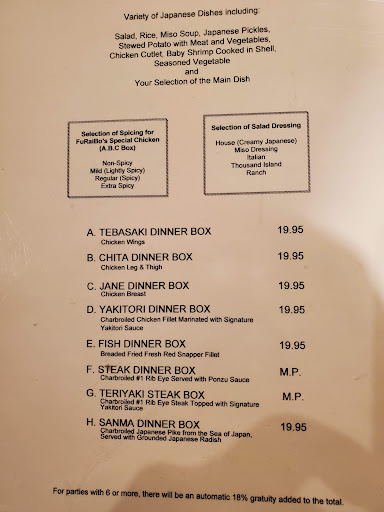 Variety of Japanese Dishes including:
Salad, Rice, Miso Soup, Japanese Pickles,
Stewed Potato with Meat and Vegetables,
Chicken Cutlet, Baby Shrimp Cooked in Shell,
Seasoned Vegetable
and
Your Selection of the Main Dish
Selection of Spicing for
FuRaiBo's Special Chicken
(A.B.C Box)
Non-Spicy
Mild (Lightly Spicy)
Regular (Spicy)
Extra Spicy
Selection of Salad Dressing
House (Creamy Japanese)
Miso Dressing
Italian
Thousand Island
Ranch
A. TEBASAKI DINNER BOX 19.95
Chicken Wings
B. CHITA DINNER BOX 19.95
Chicken Leg & Thigh
C. JANE DINNER BOX 19.95
Chicken Breast
D. YAKITORI DINNER BOX 19.95
Charbroiled Chicken Fillet Marinated with Signature
Yakitori Sauce
E. FISH DINNER BOX 19.95
Breaded Fried Fresh Red Snapper Fillet
F. STEAK DINNER BOX M.P.
Charbroiled #1 Rib Eye Served with Ponzu Sauce
G. TERIYAKI STEAK BOX M.P.
Charbroiled #1 Rib Eye Steak Topped with Signature
Yakitori Sauce
H. SANMA DINNER BOX 19.95
Charbroiled Japanese Pike from the Sea of Japan,
Served with Grounded Japanese Radish
For parties with 6 or more, there will be an automatic 18% gratuity added to the total.